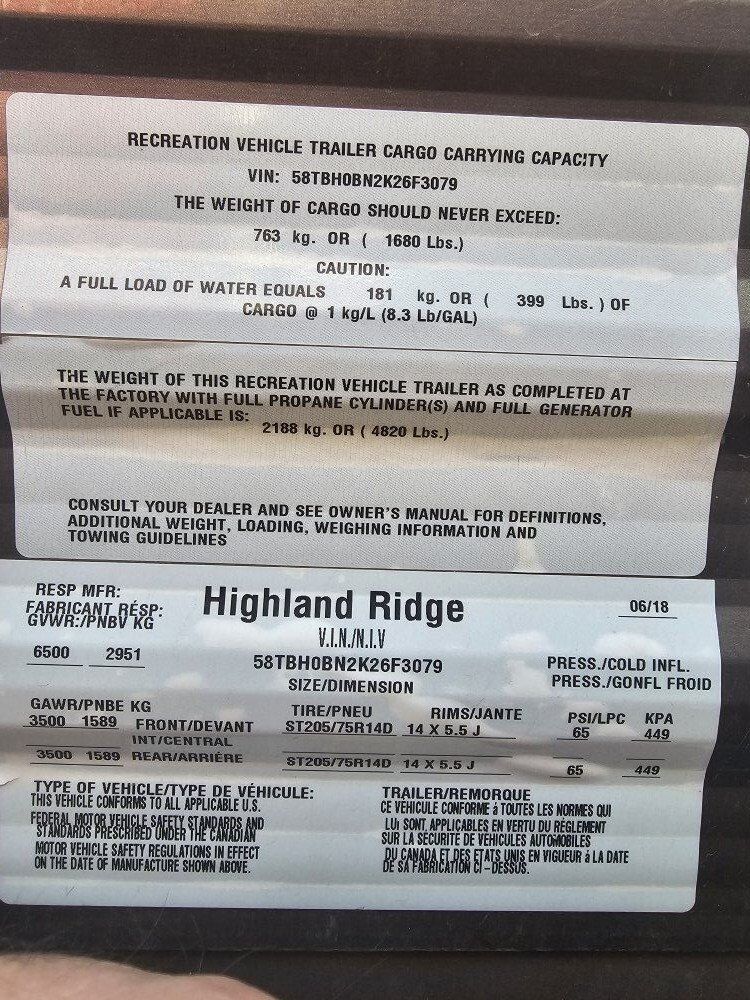 RECREATION VEHICLE TRAILER CARGO CARRYING CAPACITY
VIN: 58TBH0BN2K26F3079
THE WEIGHT OF CARGO SHOULD NEVER EXCEED:
763 kg. OR ( 1680 Lbs.)
CAUTION:
A FULL LOAD OF WATER EQUALS 181 kg. OR ( 399 Lbs. ) OF
CARGO @ 1 kg/L (8.3 Lb/GAL)
THE WEIGHT OF THIS RECREATION VEHICLE TRAILER AS COMPLETED AT
THE FACTORY WITH FULL PROPANE CYLINDER(S) AND FULL GENERATOR
FUEL IF APPLICABLE IS:
2188 kg. OR ( 4820 Lbs.)
CONSULT YOUR DEALER AND SEE OWNER'S MANUAL FOR DEFINITIONS,
ADDITIONAL WEIGHT, LOADING, WEIGHING INFORMATION AND
TOWING GUIDELINES
RESP MFR: Highland Ridge 06/18
FABRICANT RÉSP:
GVWR:/PNBV KG V.I.N./N.I.V
6500 2951 58TBH0BN2K26F3079 PRESS./COLD INFL.
SIZE/DIMENSION PRESS./GONFL FROID
GAWR/PNBE KG TIRE/PNEU RIMS/JANTE PSI/LPC KPA
3500 1589 FRONT/DEVANT ST205/75R14D 14 X 5.5 J 65 449
INT/CENTRAL
3500 1589 REAR/ARRIÉRE ST205/75R14D 14 X 5.5 J 65 449
TYPE OF VEHICLE/TYPE DE VÉHICULE: TRAILER/REMORQUE
THIS VEHICLE CONFORMS TO ALL APPLICABLE U.S.
FEDERAL MOTOR VEHICLE SAFETY STANDARDS AND
STANDARDS PRESCRIBED UNDER THE CANADIAN
MOTOR VEHICLE SAFETY REGULATIONS IN EFFECT
ON THE DATE OF MANUFACTURE SHOWN ABOVE.
CE VEHICULE CONFORME á TOUTES LES NORMES QUI
LUi SONT APPLICABLES EN VERTU DU RÉGLEMENT
SUR LA SÉCURITÉ DE VÉHICULES AUTOMOBILES
DU CANADA ET DES ETATS UNIS EN VIGUEUR á LA DATE
DE SA FABRICATION CI-DESSUS.